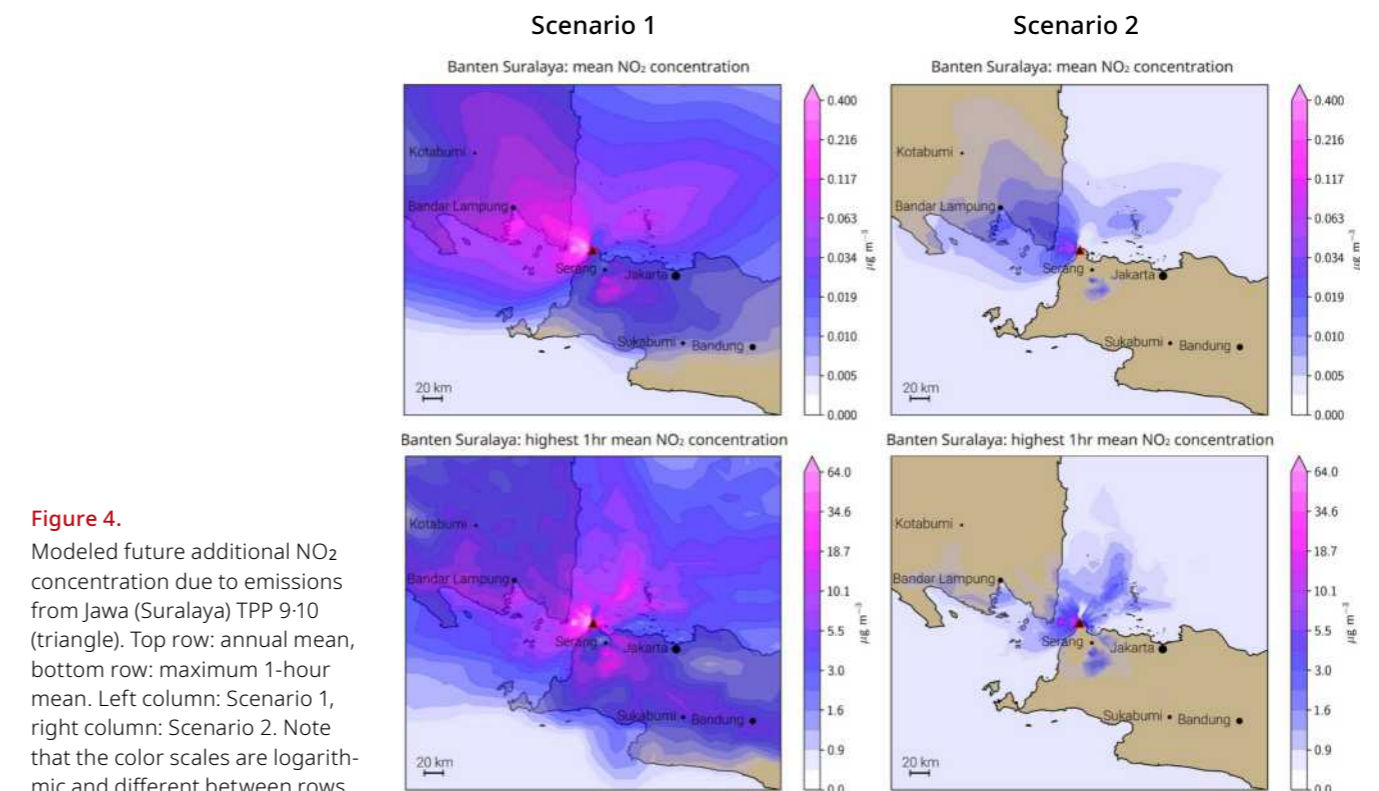 Scenario 1
Scenario 2
Banten Suralaya: mean NO₂ concentration
Kotabumi
Bandar Lampung
Serang
Jakarta
Sukabumi
Bandung
20 km
0.400
0.216
0.117
0.063
0.034
0.019
0.010
0.005
0.000
µg m⁻³
Banten Suralaya: mean NO₂ concentration
Kotabumi
Bandar Lampung
Serang
Jakarta
Sukabumi
Bandung
20 km
0.400
0.216
0.117
0.063
0.034
0.019
0.010
0.005
0.000
µg m⁻³
Banten Suralaya: highest 1hr mean NO₂ concentration
Kotabumi
Bandar Lampung
Serang
Jakarta
Sukabumi
Bandung
20 km
64.0
34.6
18.7
10.1
5.5
3.0
1.6
0.9
0.0
µg m⁻³
Banten Suralaya: highest 1hr mean NO₂ concentration
Kotabumi
Bandar Lampung
Serang
Jakarta
Sukabumi
Bandung
20 km
64.0
34.6
18.7
10.1
5.5
3.0
1.6
0.9
0.0
µg m⁻³
Figure 4.
Modeled future additional NO₂
concentration due to emissions
from Jawa (Suralaya) TPP 9·10
(triangle). Top row: annual mean,
bottom row: maximum 1-hour
mean. Left column: Scenario 1,
right column: Scenario 2. Note
that the color scales are logarith-
mic and different between rows